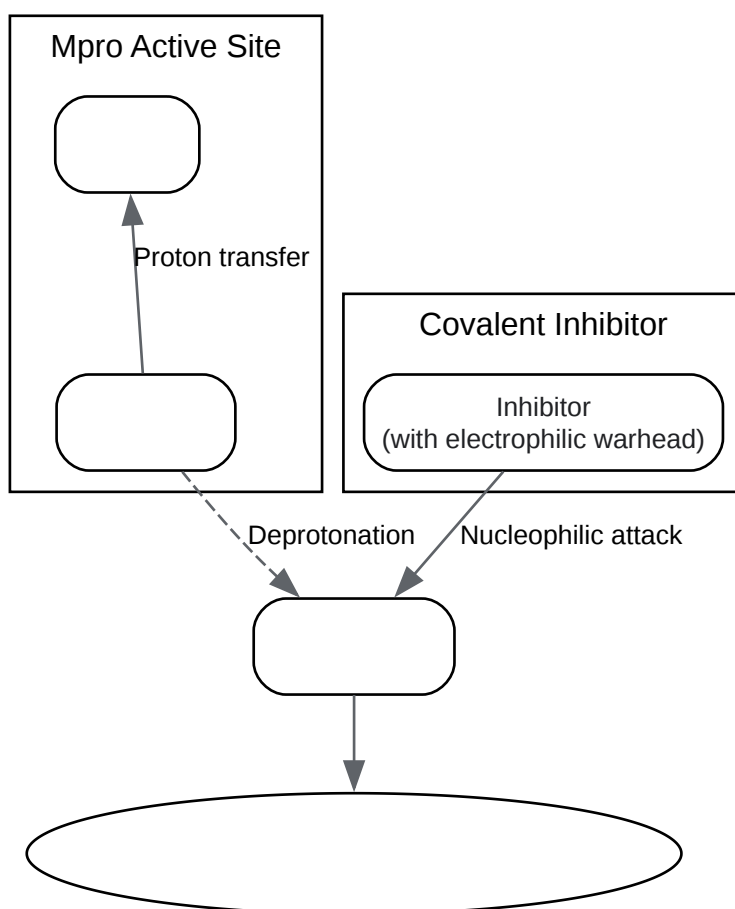 Mpro Active Site
Proton transfer
Covalent Inhibitor
Inhibitor
(with electrophilic warhead)
Deprotonation
Nucleophilic attack